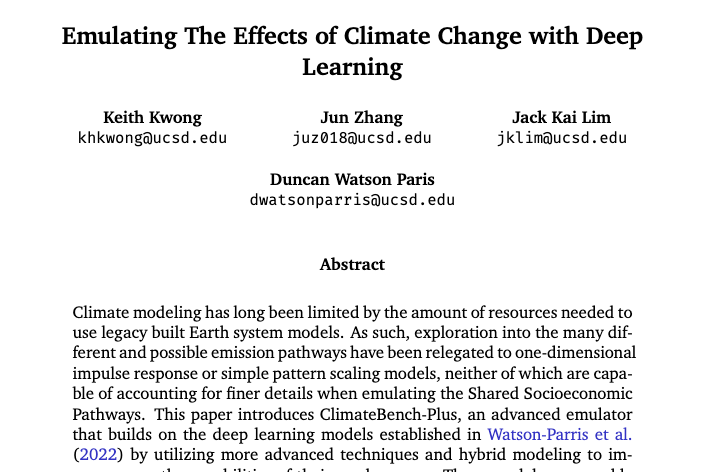 Emulating The Effects of Climate Change with Deep
Learning
Keith Kwong Jun Zhang Jack Kai Lim
khkwong@ucsd.edu juz018@ucsd.edu jklim@ucsd.edu
Duncan Watson Paris
dwatsonparris@ucsd.edu
Abstract
Climate modeling has long been limited by the amount of resources needed to
use legacy built Earth system models. As such, exploration into the many dif-
ferent and possible emission pathways have been relegated to one-dimensional
impulse response or simple pattern scaling models, neither of which are capa-
ble of accounting for finer details when emulating the Shared Socioeconomic
Pathways. This paper introduces ClimateBench-Plus, an advanced emulator
that builds on the deep learning models established in Watson-Parris et al.
(2022) by utilizing more advanced techniques and hybrid modeling to im-